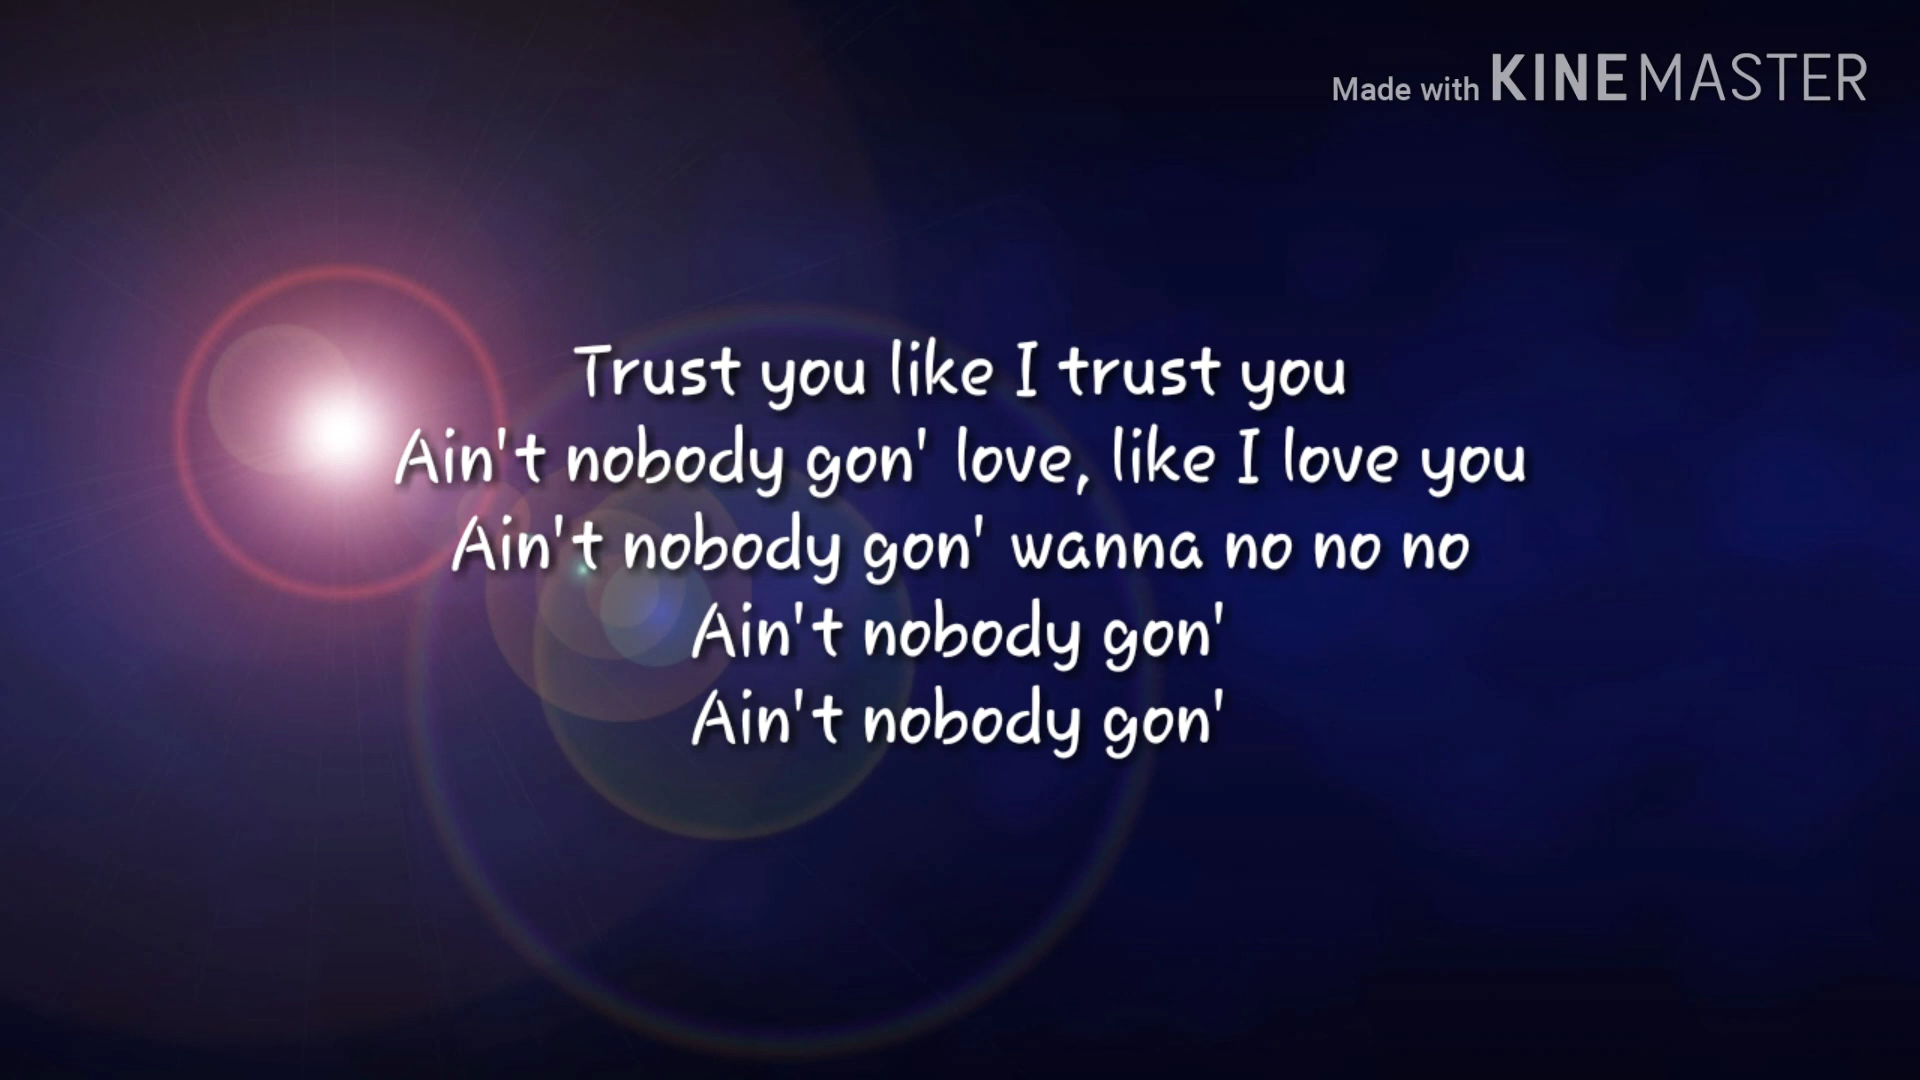 Made with KINEMASTER
Trust you like I trust you
Ain't nobody gon' love, like I love you
Ain't nobody gon' wanna no no no
Ain't nobody gon'
Ain't nobody gon'